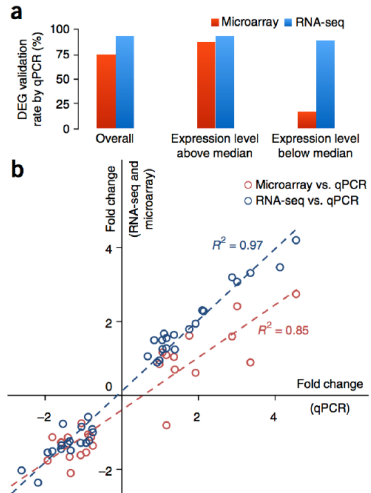 a
Microarray RNA-seq
DEG validation
rate by qPCR (%)
100
75
50
25
0
Overall
Expression level
above median
Expression level
below median
b
Fold change
(RNA-seq and
microarray)
Microarray vs. qPCR
RNA-seq vs. qPCR
4
R² = 0.97
2
R² = 0.85
0
Fold change
(qPCR)
−2 2 4
−2